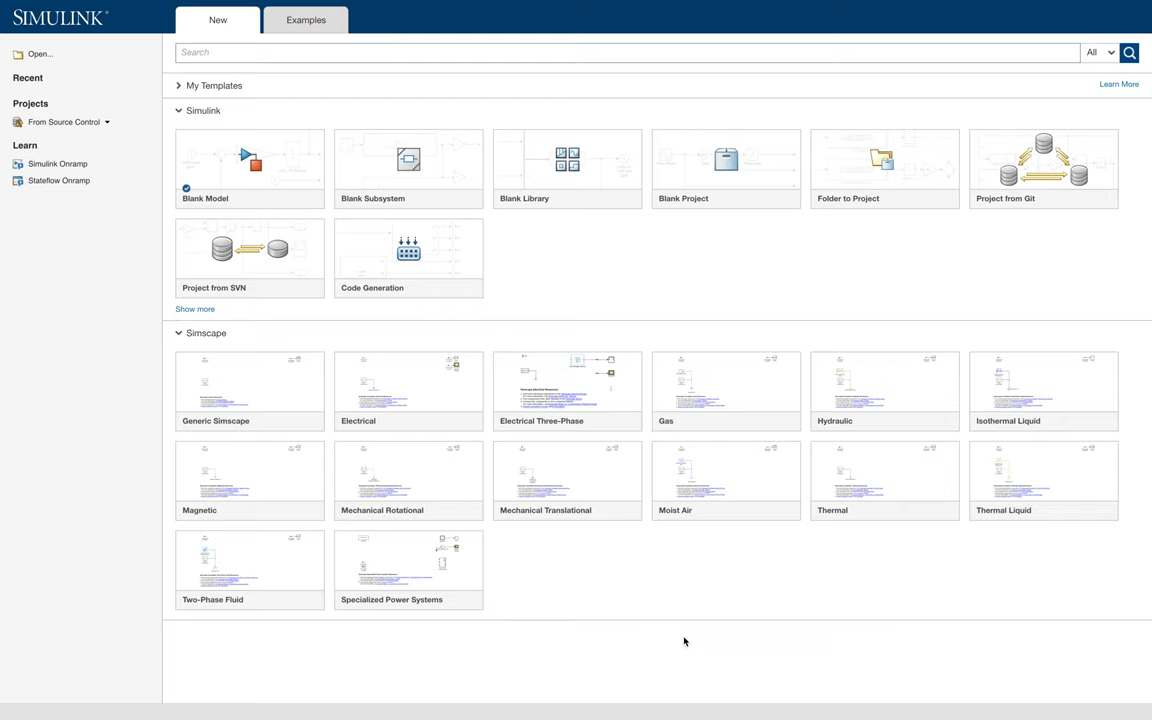 SIMULINK®
New
Examples
Open...
Recent
Projects
From Source Control
Learn
Simulink Onramp
Stateflow Onramp
Search
All
My Templates
Learn More
Simulink
Blank Model
Blank Subsystem
Blank Library
Blank Project
Folder to Project
Project from Git
Project from SVN
Code Generation
Show more
Simscape
Generic Simscape
Electrical
Electrical Three-Phase
Gas
Hydraulic
Isothermal Liquid
Magnetic
Mechanical Rotational
Mechanical Translational
Moist Air
Thermal
Thermal Liquid
Two-Phase Fluid
Specialized Power Systems